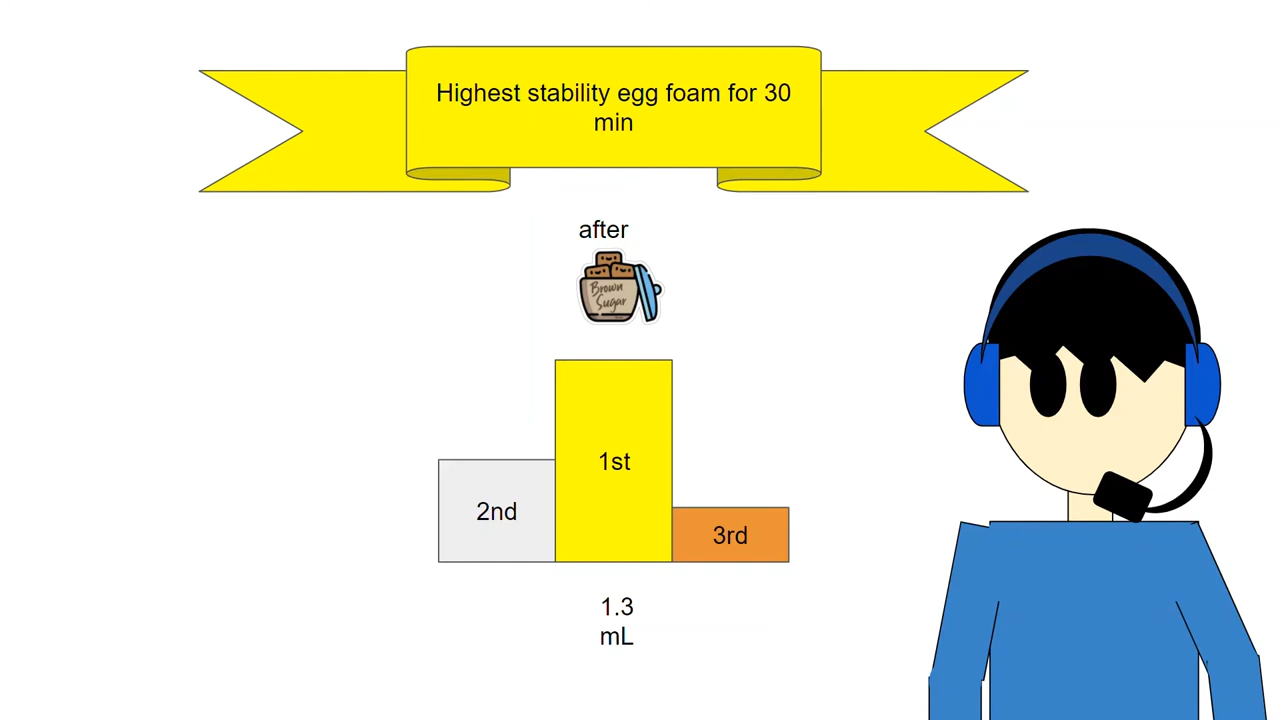 Highest stability egg foam for 30
min
after
Brown
Sugar
1st
2nd
3rd
1.3
mL